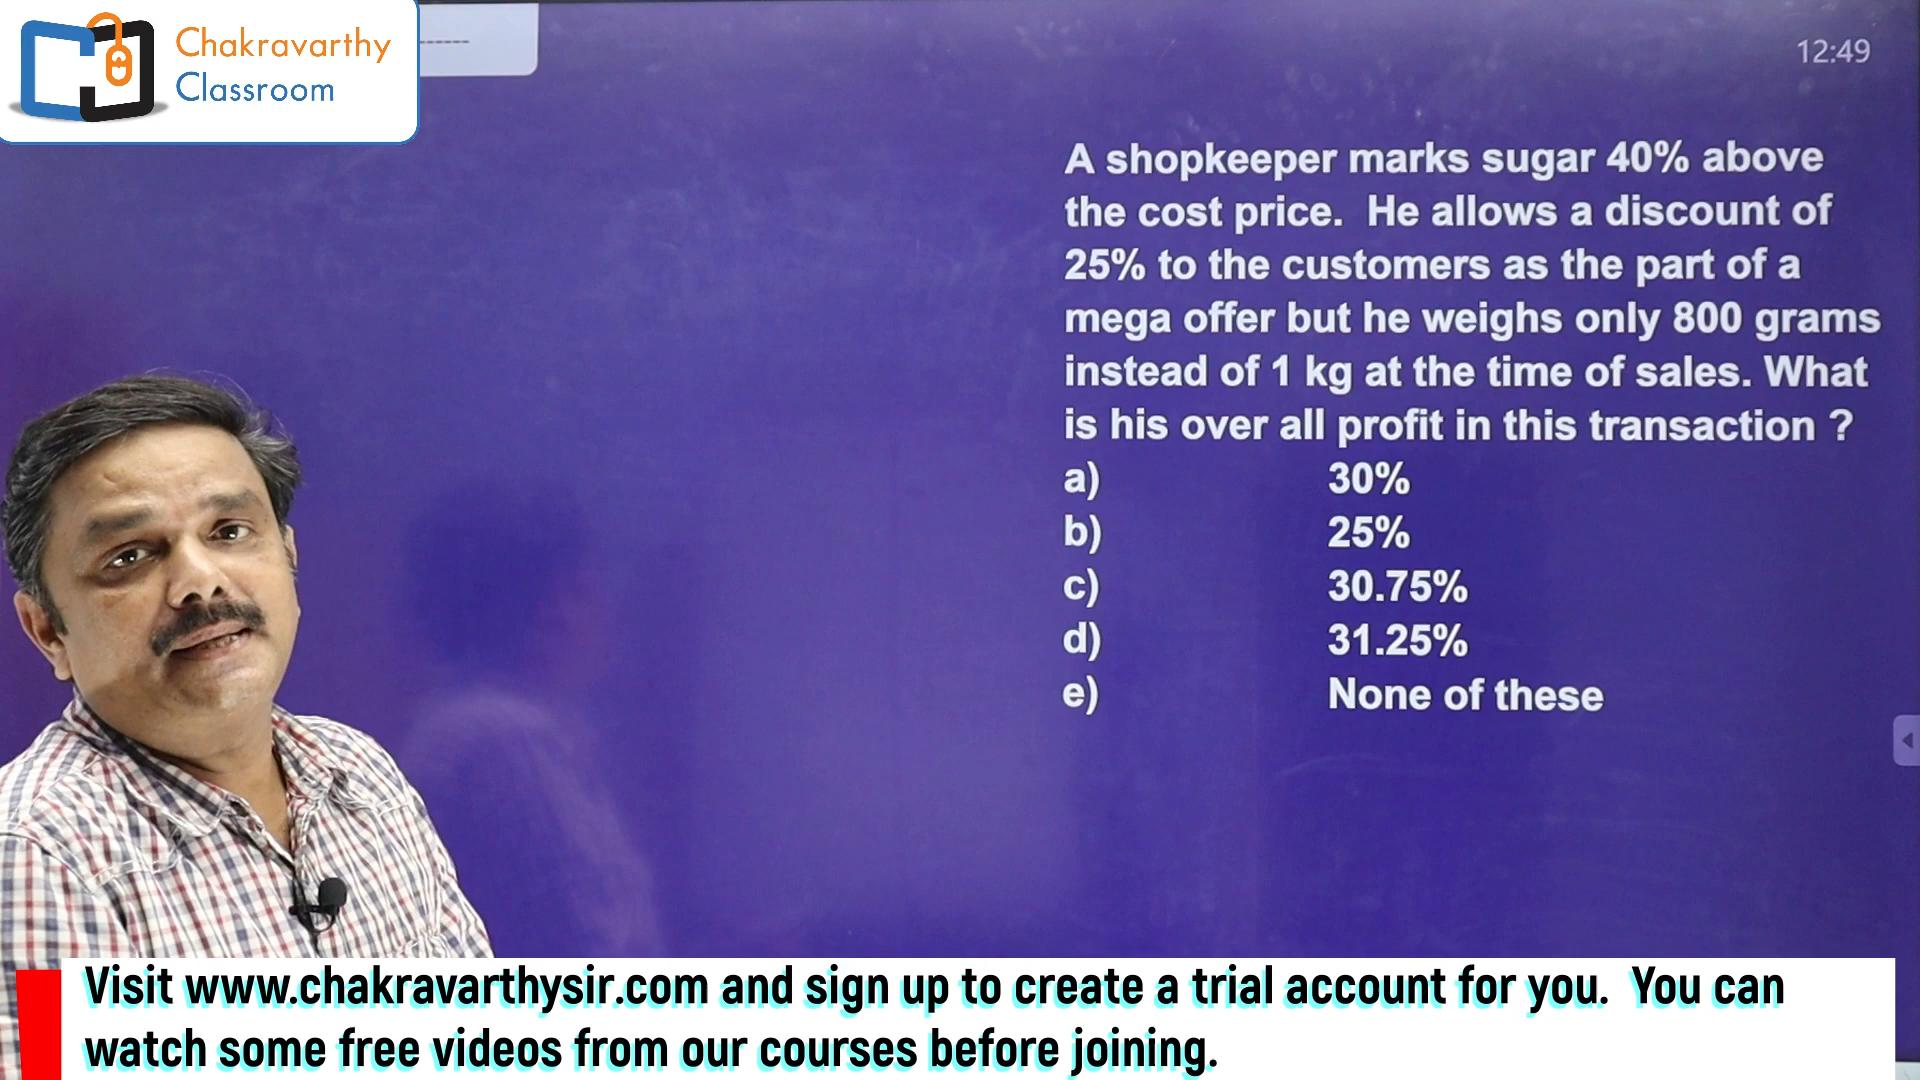 Chakravarthy
Classroom
12:49
A shopkeeper marks sugar 40% above
the cost price. He allows a discount of
25% to the customers as the part of a
mega offer but he weighs only 800 grams
instead of 1 kg at the time of sales. What
is his over all profit in this transaction ?
a) 30%
b) 25%
c) 30.75%
d) 31.25%
e) None of these
Visit www.chakravarthysir.com and sign up to create a trial account for you. You can
watch some free videos from our courses before joining.